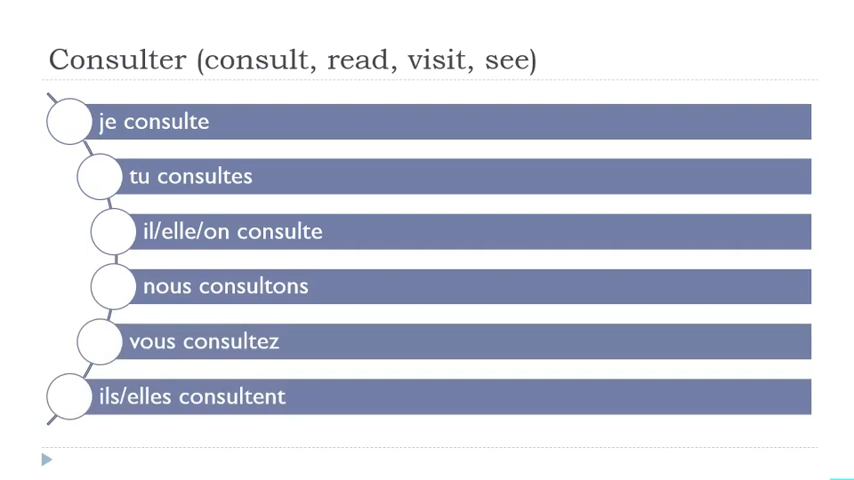 Consulter (consult, read, visit, see)
je consulte
tu consultes
il/elle/on consulte
nous consultons
vous consultez
ils/elles consultent